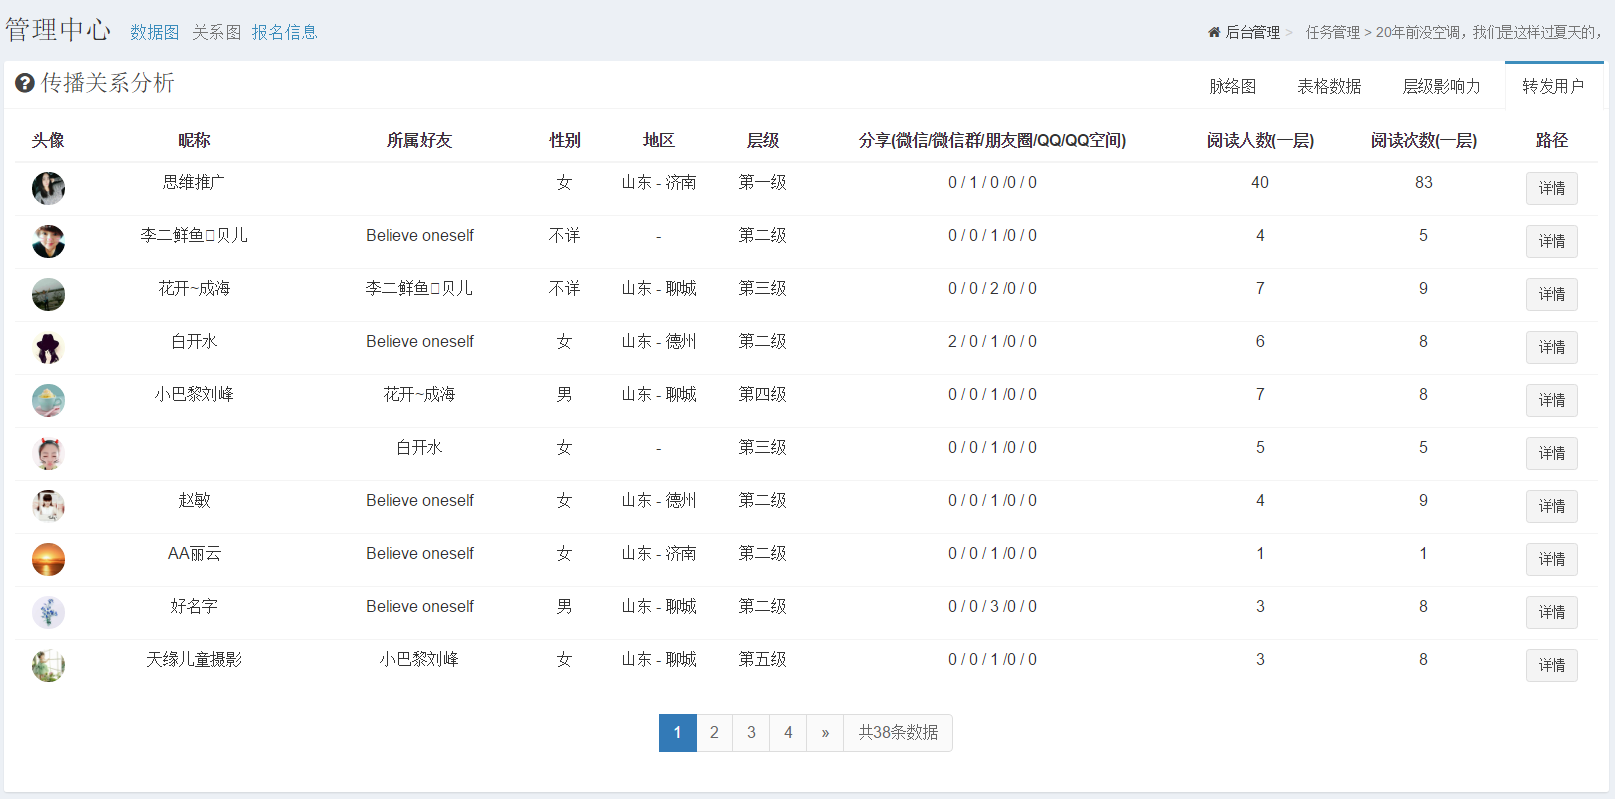 管理中心 数据图 关系图 报名信息 后台管理 > 任务管理 > 20年前没空调，我们是这样过夏天的，
传播关系分析 脉络图 表格数据 层级影响力 转发用户
头像 昵称 所属好友 性别 地区 层级 分享(微信/微信群/朋友圈/QQ/QQ空间) 阅读人数(一层) 阅读次数(一层) 路径
思维推广 女 山东 - 济南 第一级 0 / 1 / 0 /0 / 0 40 83 详情
李二鲜鱼贝儿 Believe oneself 不详 - 第二级 0 / 0 / 1 /0 / 0 4 5 详情
花开~成海 李二鲜鱼贝儿 不详 山东 - 聊城 第三级 0 / 0 / 2 /0 / 0 7 9 详情
白开水 Believe oneself 女 山东 - 德州 第二级 2 / 0 / 1 /0 / 0 6 8 详情
小巴黎刘峰 花开~成海 男 山东 - 聊城 第四级 0 / 0 / 1 /0 / 0 7 8 详情
白开水 女 - 第三级 0 / 0 / 1 /0 / 0 5 5 详情
赵敏 Believe oneself 女 山东 - 德州 第二级 0 / 0 / 1 /0 / 0 4 9 详情
AA丽云 Believe oneself 女 山东 - 济南 第二级 0 / 0 / 1 /0 / 0 1 1 详情
好名字 Believe oneself 男 山东 - 聊城 第二级 0 / 0 / 3 /0 / 0 3 8 详情
天缘儿童摄影 小巴黎刘峰 女 山东 - 聊城 第五级 0 / 0 / 1 /0 / 0 3 8 详情
1 2 3 4 » 共38条数据